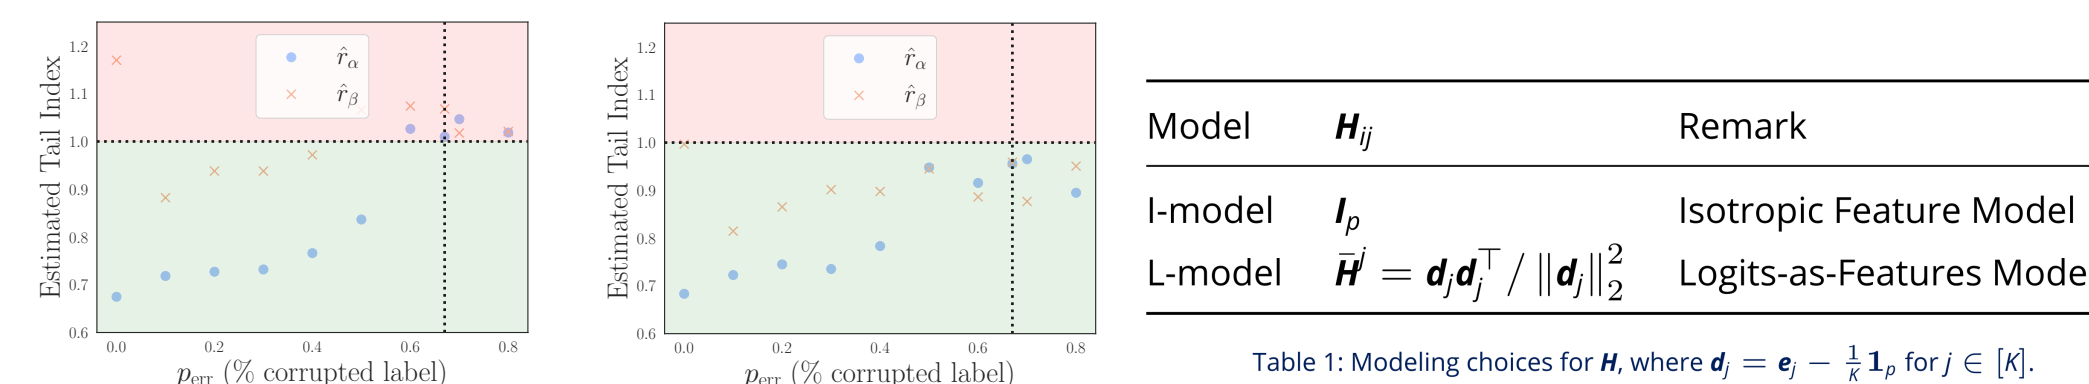 Estimated Tail Index
1.2
1.1
1.0
0.9
0.8
0.7
0.6
r̂α
r̂β
0.0 0.2 0.4 0.6 0.8
perr (% corrupted label)
Estimated Tail Index
1.2
1.1
1.0
0.9
0.8
0.7
0.6
r̂α
r̂β
0.0 0.2 0.4 0.6 0.8
perr (% corrupted label)
Model Hij Remark
I-model Ip Isotropic Feature Model
L-model H̄ʲ = dⱼdⱼ⊤ / ‖dⱼ‖₂² Logits-as-Features Mode
Table 1: Modeling choices for H, where dⱼ = eⱼ − 1/K 1ₚ for j ∈ [K].